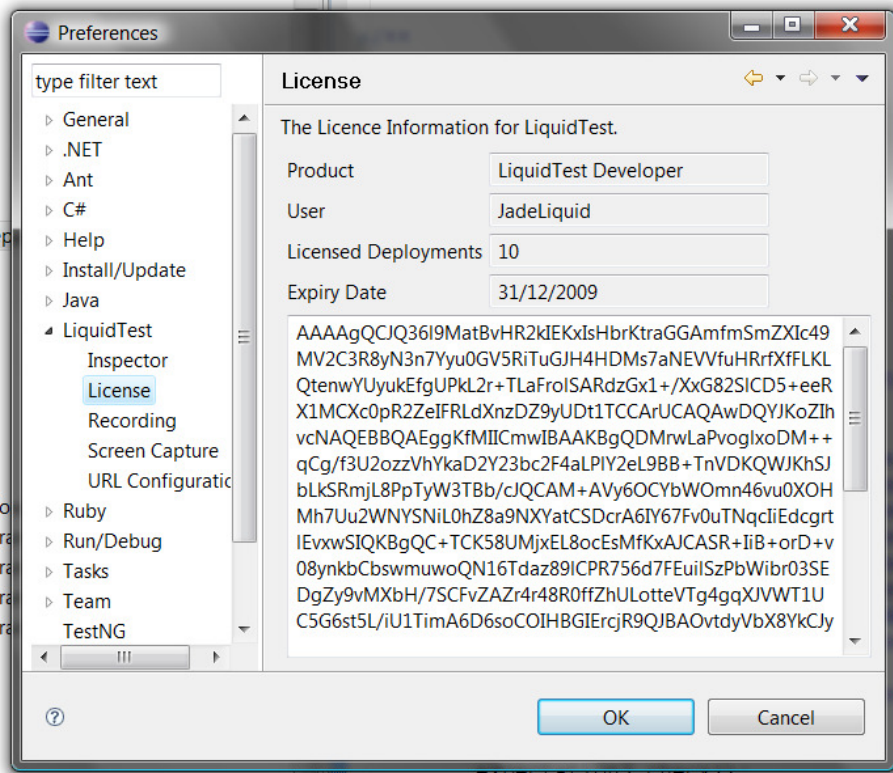 Preferences
type filter text
General
.NET
Ant
C#
Help
Install/Update
Java
LiquidTest
Inspector
License
Recording
Screen Capture
URL Configuratic
Ruby
Run/Debug
Tasks
Team
TestNG
License
The Licence Information for LiquidTest.
Product LiquidTest Developer
User JadeLiquid
Licensed Deployments 10
Expiry Date 31/12/2009
AAAAgQCJQ36I9MatBvHR2kIEKxIsHbrKtraGGAmfmSmZXIc49
MV2C3R8yN3n7Yyu0GV5RiTuGJH4HDMs7aNEVVfuHRrfXfFLKL
QtenwYUyukEfgUPkL2r+TLaFroISARdzGx1+/XxG82SICD5+eeR
X1MCXc0pR2ZeIFRLdXnzDZ9yUDt1TCCArUCAQAwDQYJKoZIh
vcNAQEBBQAEggKfMIICmwIBAAKBgQDMrwLaPvogIxoDM++
qCg/f3U2ozzVhYkaD2Y23bc2F4aLPIY2eL9BB+TnVDKQWJKhSJ
bLkSRmjL8PpTyW3TBb/cJQCAM+AVy6OCYbWOmn46vu0XOH
Mh7Uu2WNYSNiL0hZ8a9NXYatCSDcrA6IY67Fv0uTNqcIiEdcgrt
IEvxwSIQKBgQC+TCK58UMjxEL8ocEsMfKxAJCASR+IiB+orD+v
08ynkbCbswmuwoQN16Tdaz89ICPR756d7FEuiISzPbWibr03SE
DgZy9vMXbH/7SCFvZAZr4r48R0ffZhULotteVTg4gqXJVWT1U
C5G6st5L/iU1TimA6D6soCOIHBGIErcjR9QJBAOvtdyVbX8YkCJy
OK
Cancel